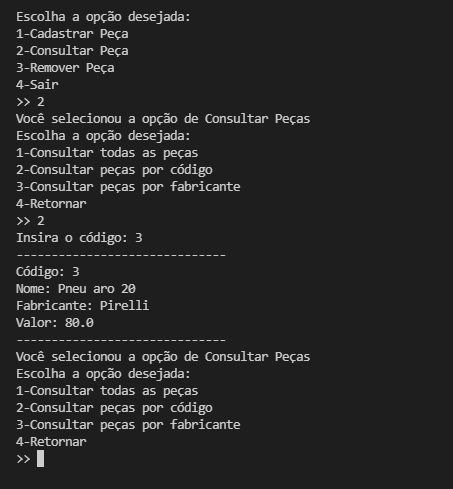 Escolha a opção desejada:
1-Cadastrar Peça
2-Consultar Peça
3-Remover Peça
4-Sair
>> 2
Você selecionou a opção de Consultar Peças
Escolha a opção desejada:
1-Consultar todas as peças
2-Consultar peças por código
3-Consultar peças por fabricante
4-Retornar
>> 2
Insira o código: 3
------------------------------
Código: 3
Nome: Pneu aro 20
Fabricante: Pirelli
Valor: 80.0
------------------------------
Você selecionou a opção de Consultar Peças
Escolha a opção desejada:
1-Consultar todas as peças
2-Consultar peças por código
3-Consultar peças por fabricante
4-Retornar
>>